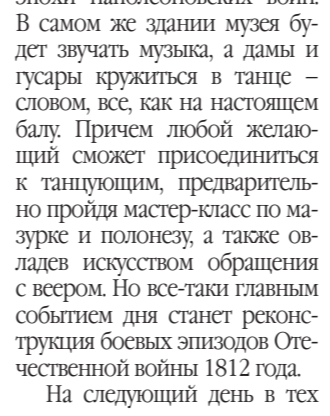 эпохи наполеоновских войн.
В самом же здании музея бу-
дет звучать музыка, а дамы и
гусары кружиться в танце –
словом, все, как на настоящем
балу. Причем любой желаю-
щий сможет присоединиться
к танцующим, предваритель-
но пройдя мастер-класс по ма-
зурке и полонезу, а также ов-
ладев искусством обращения
с веером. Но все-таки главным
событием дня станет реконс-
трукция боевых эпизодов Оте-
чественной войны 1812 года.
На следующий день в тех